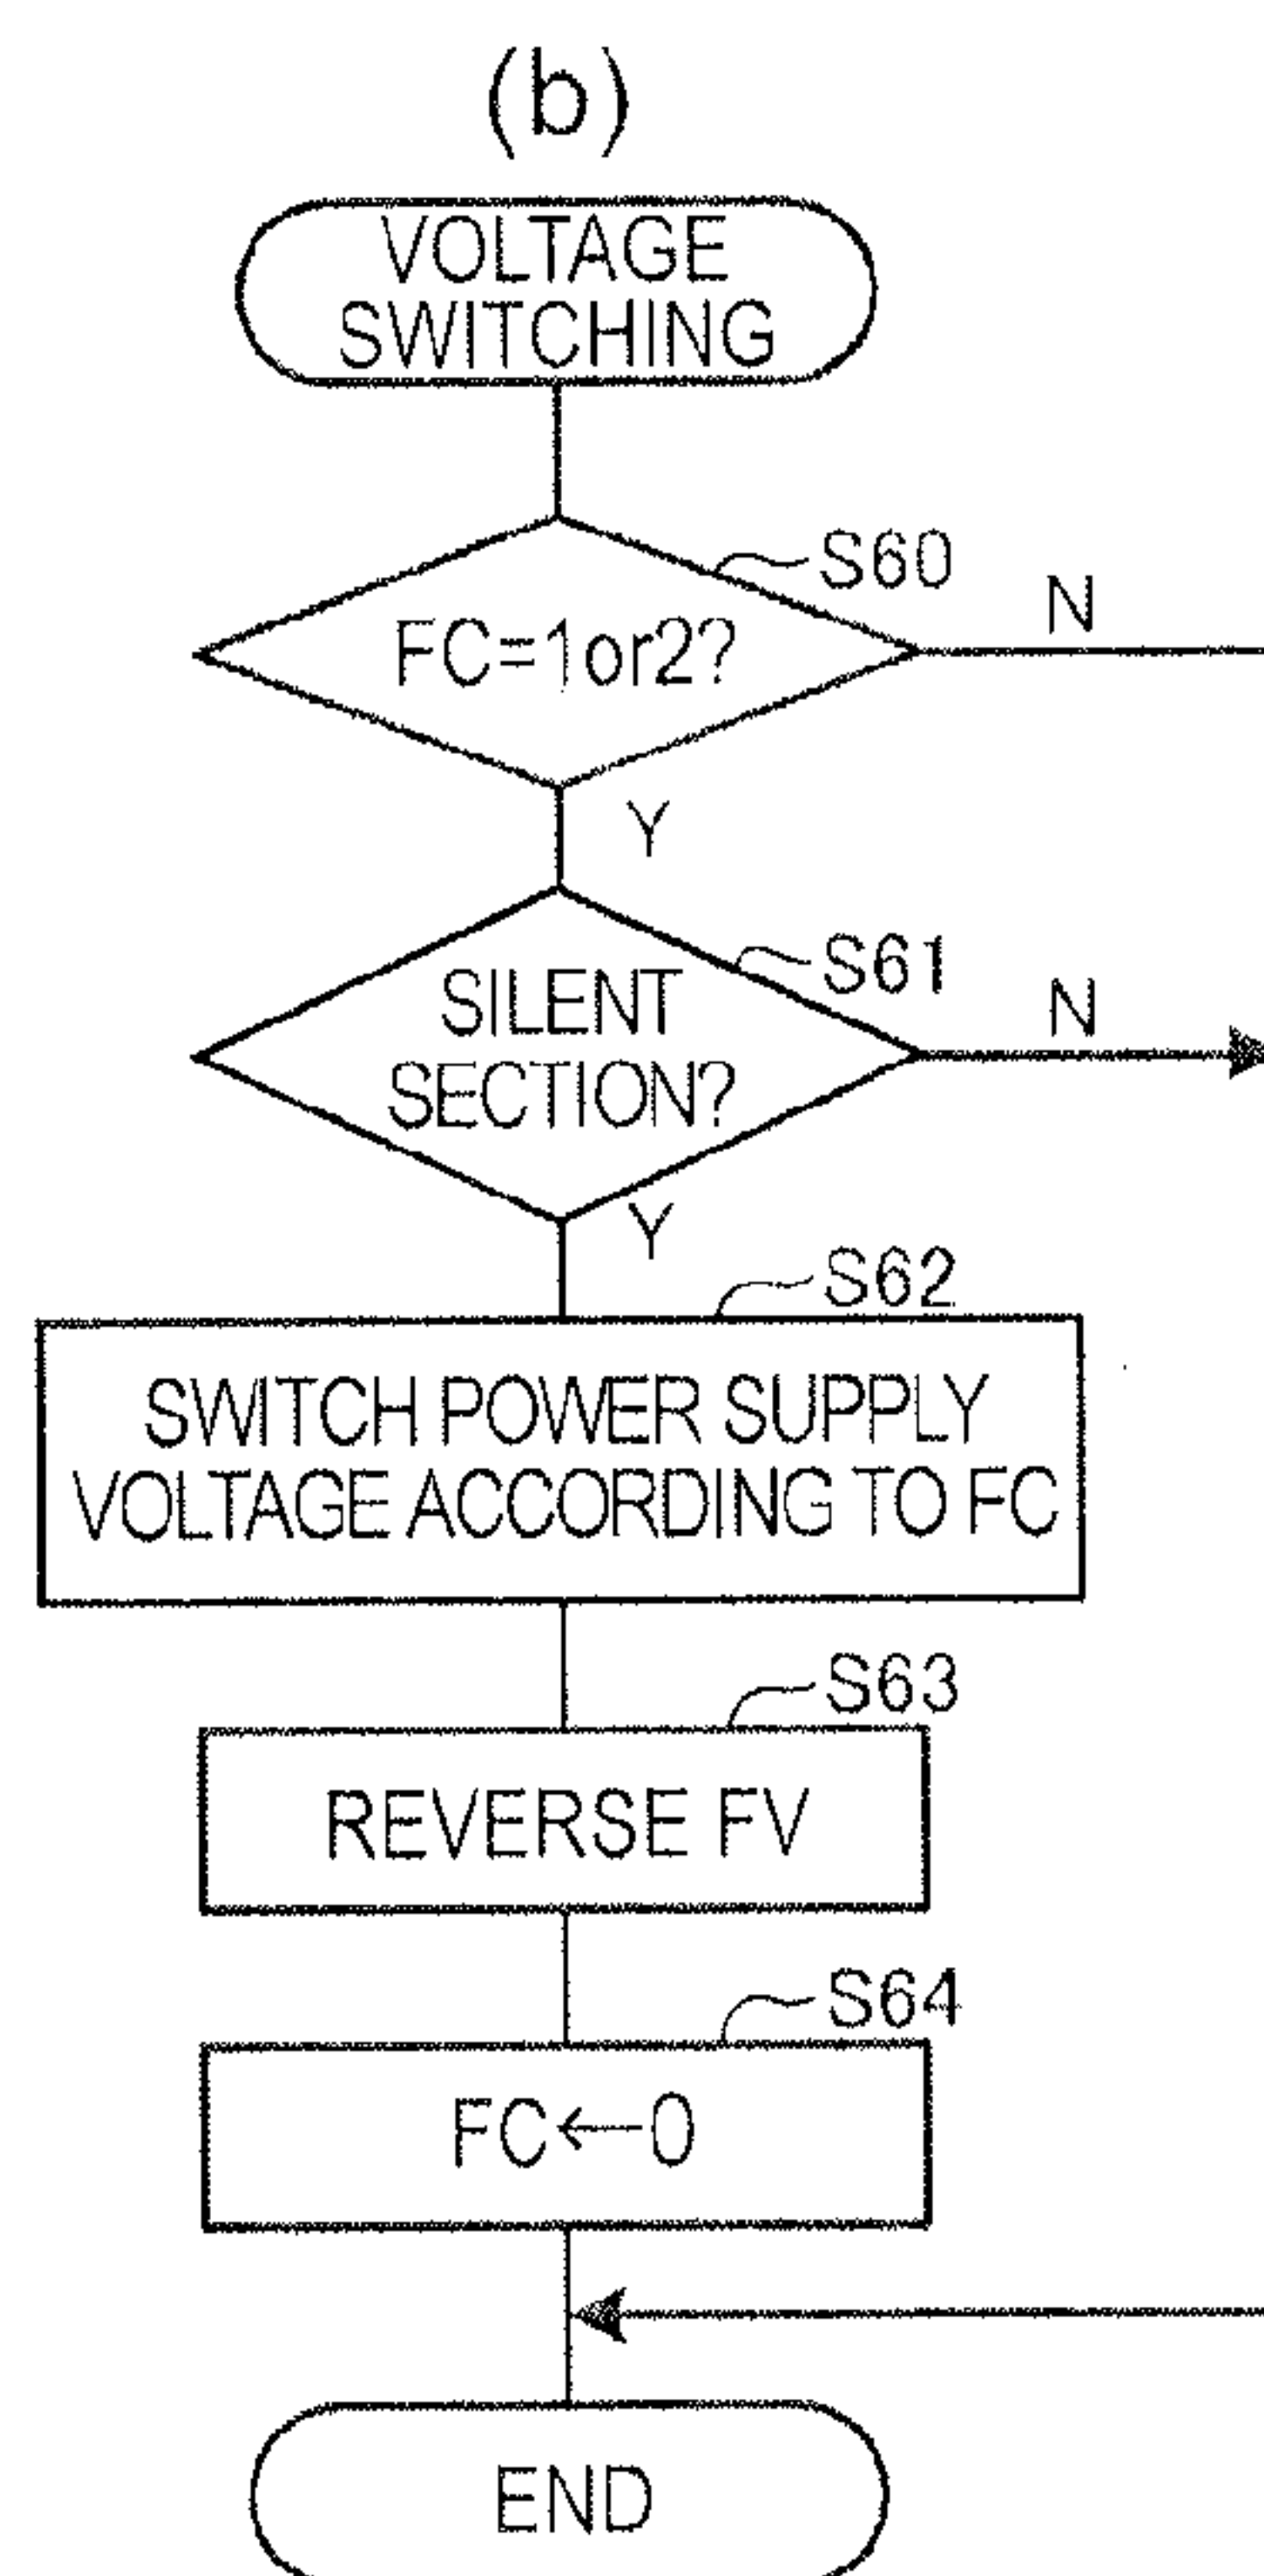 (b)
VOLTAGE
SWITCHING
S60
N
FC=1or2?
Y
S61
N
SILENT
SECTION?
Y
S62
SWITCH POWER SUPPLY
VOLTAGE ACCORDING TO FC
S63
REVERSE FV
S64
FC←0
END